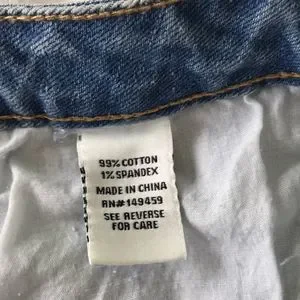 99% COTTON
1% SPANDEX
MADE IN CHINA
RN#149459
SEE REVERSE
FOR CARE